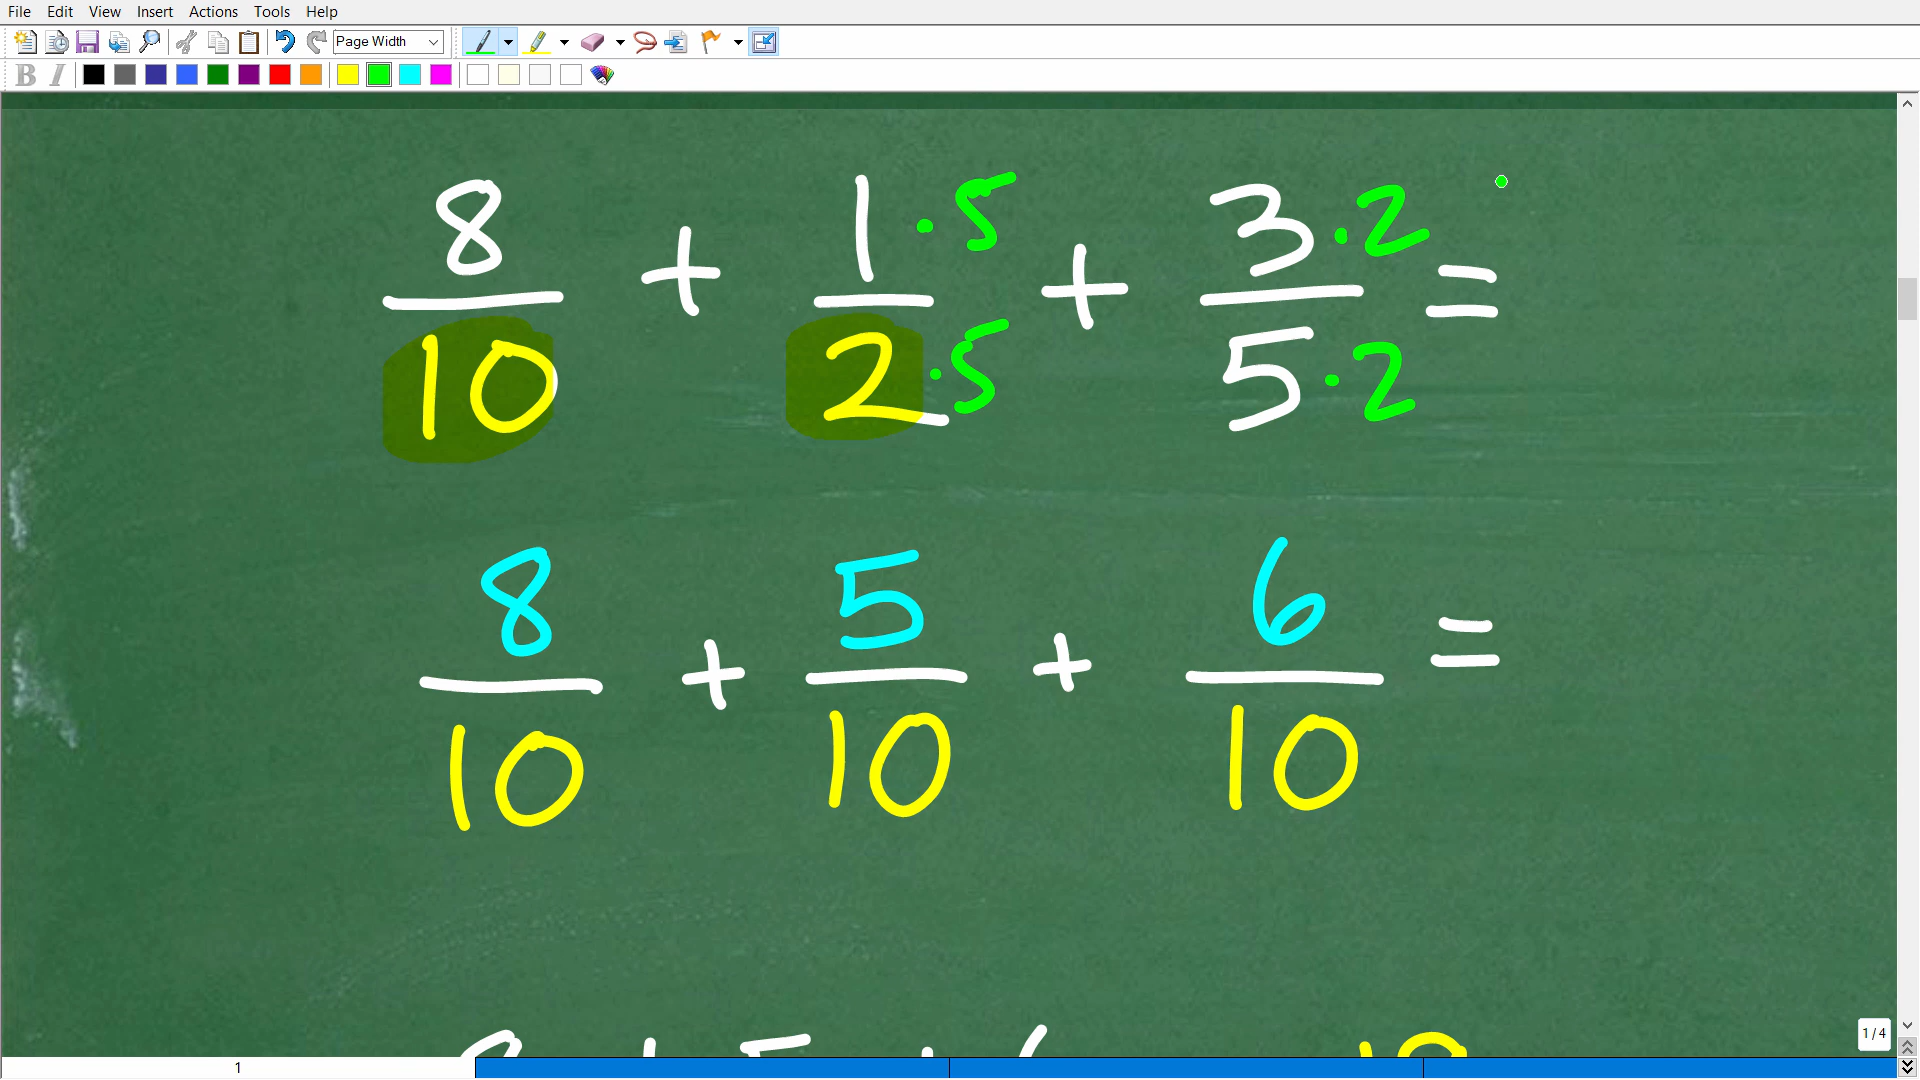 File Edit View Insert Actions Tools Help
Page Width
B I
8/10 + 1·5/2·5 + 3·2/5·2 =
8/10 + 5/10 + 6/10 =
1/4
1